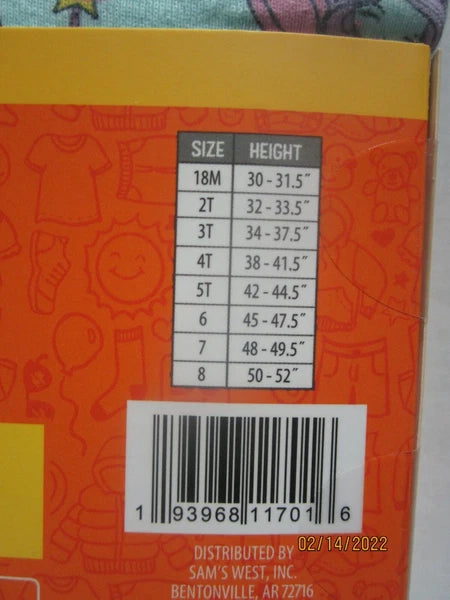 SIZE HEIGHT
18M 30 - 31.5"
2T 32 - 33.5"
3T 34 - 37.5"
4T 38 - 41.5"
5T 42 - 44.5"
6 45 - 47.5"
7 48 - 49.5"
8 50 - 52"
1 93968 11701 6
02/14/2022
DISTRIBUTED BY
SAM'S WEST, INC.
BENTONVILLE, AR 72716